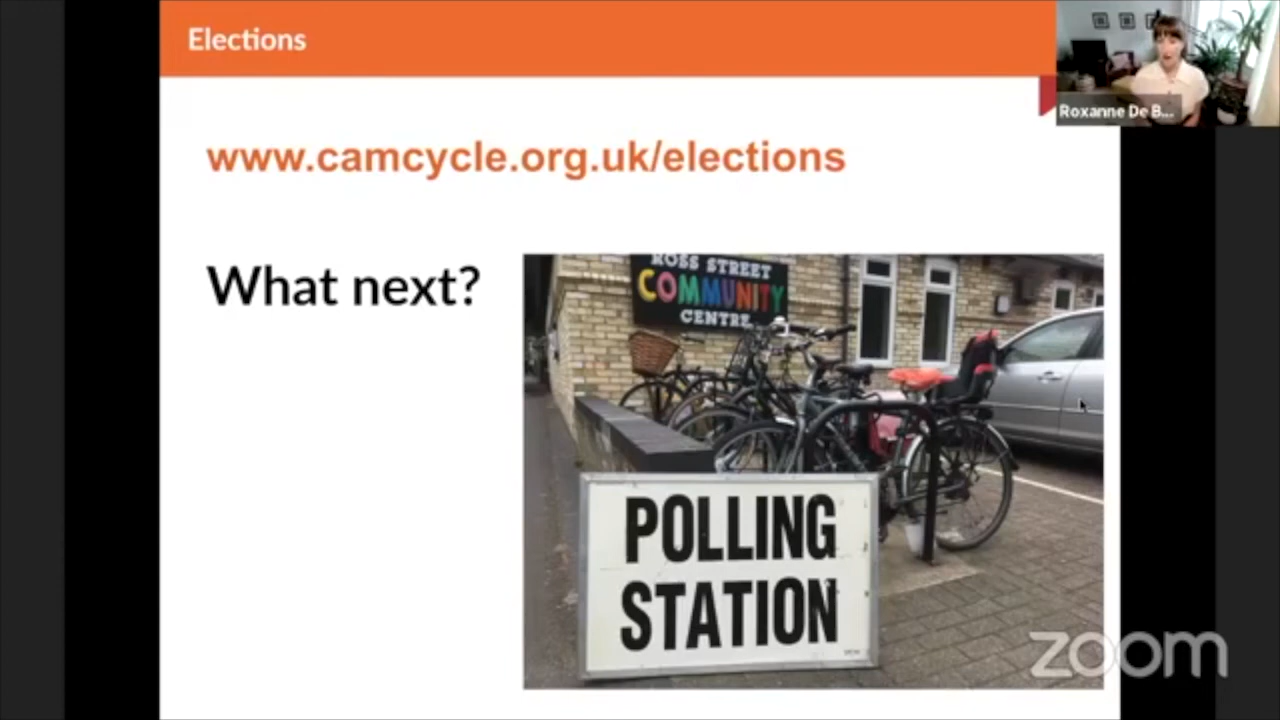 Elections
Roxanne De B...
www.camcycle.org.uk/elections
What next?
ROSS STREET
COMMUNITY
CENTRE
POLLING
STATION
zoom